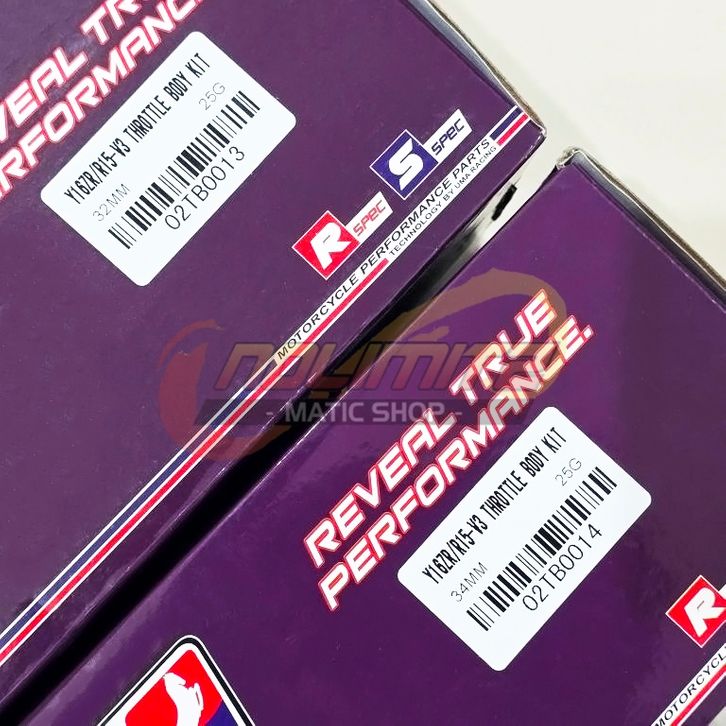 REVEAL TRUE
PERFORMANCE.
Y16ZR/R15-V3 THROTTLE BODY KIT
32MM 25G
02TB0013
R SPEC
S SPEC
MOTORCYCLE PERFORMANCE PARTS
TECHNOLOGY BY UMA RACING
MATIC SHOP
REVEAL TRUE
PERFORMANCE.
Y16ZR/R15-V3 THROTTLE BODY KIT
34MM 25G
02TB0014
R
MOTORCYCLE